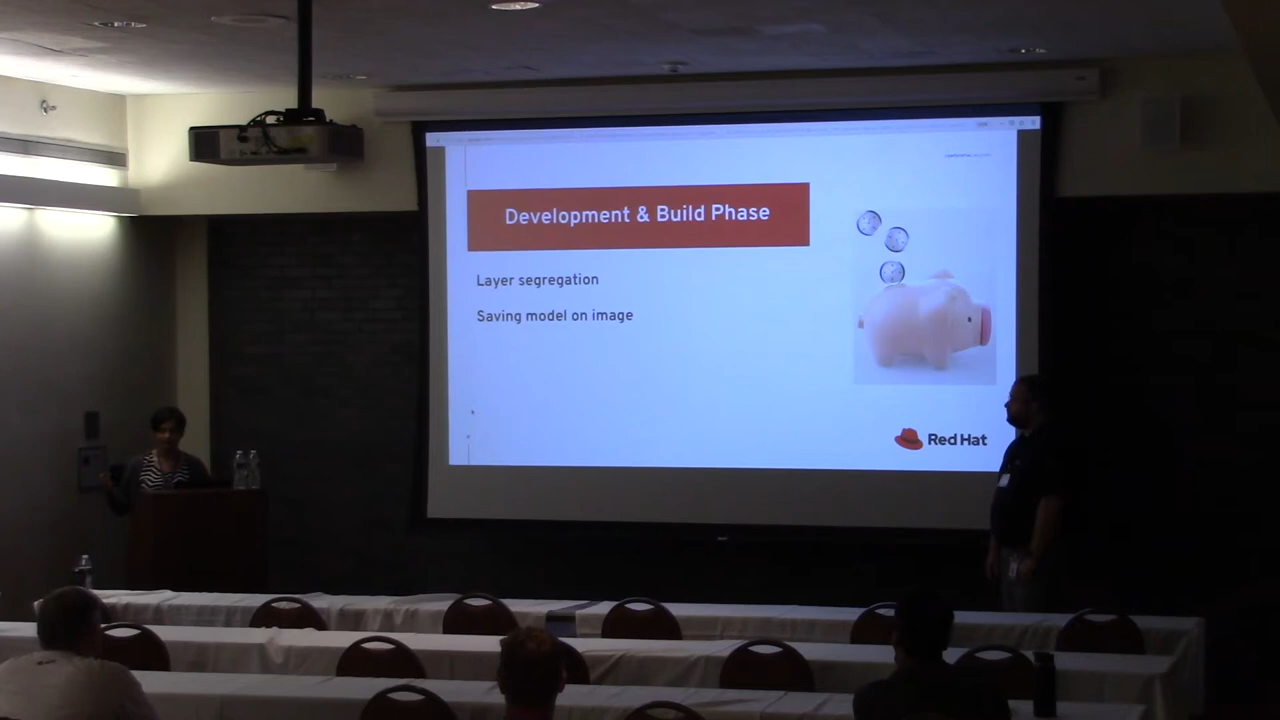 Development & Build Phase
Layer segregation
Saving model on image
Red Hat